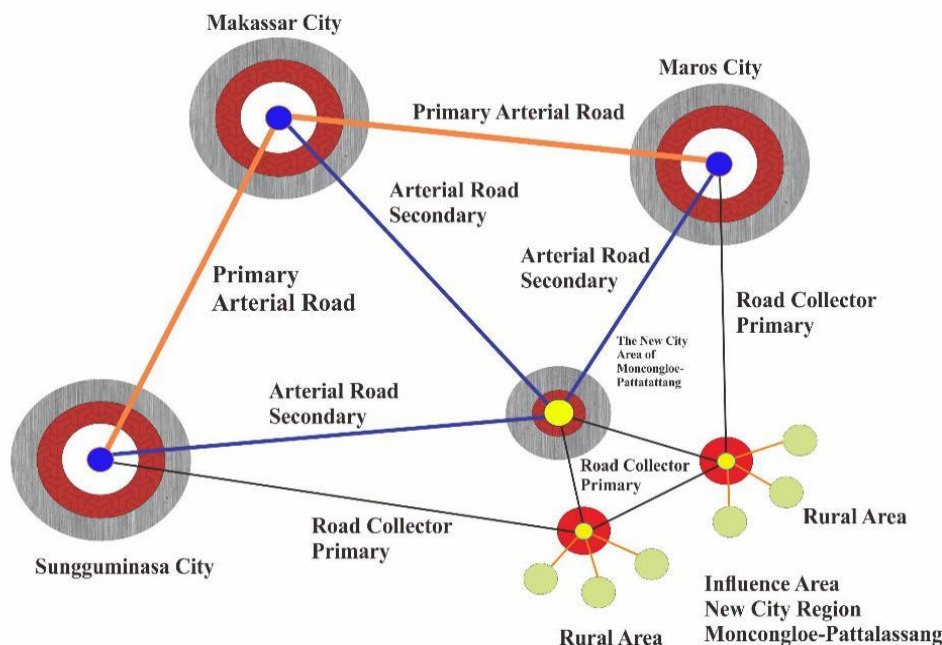 Makassar City
Maros City
Primary Arterial Road
Arterial Road
Secondary
Arterial Road
Secondary
Primary
Arterial Road
Road Collector
Primary
The New City
Area of
Moncongloe-
Pattatattang
Arterial Road
Secondary
Road Collector
Primary
Road Collector
Primary
Rural Area
Sungguminasa City
Influence Area
New City Region
Moncongloe-Pattalassang
Rural Area